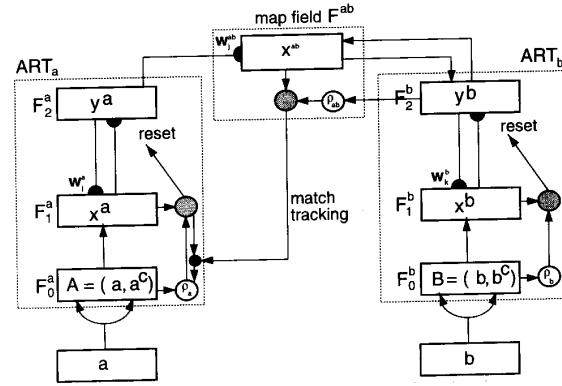 map field F^ab
w_j^ab
x^ab
ART_a
ART_b
F_2^a
y^a
ρ_ab
F_2^b
y^b
reset
reset
w_j^a
w_k^b
F_1^a
x^a
match
tracking
F_1^b
x^b
F_0^a
A = ( a, a^c)
ρ_a
F_0^b
B = ( b, b^c)
ρ_b
a
b